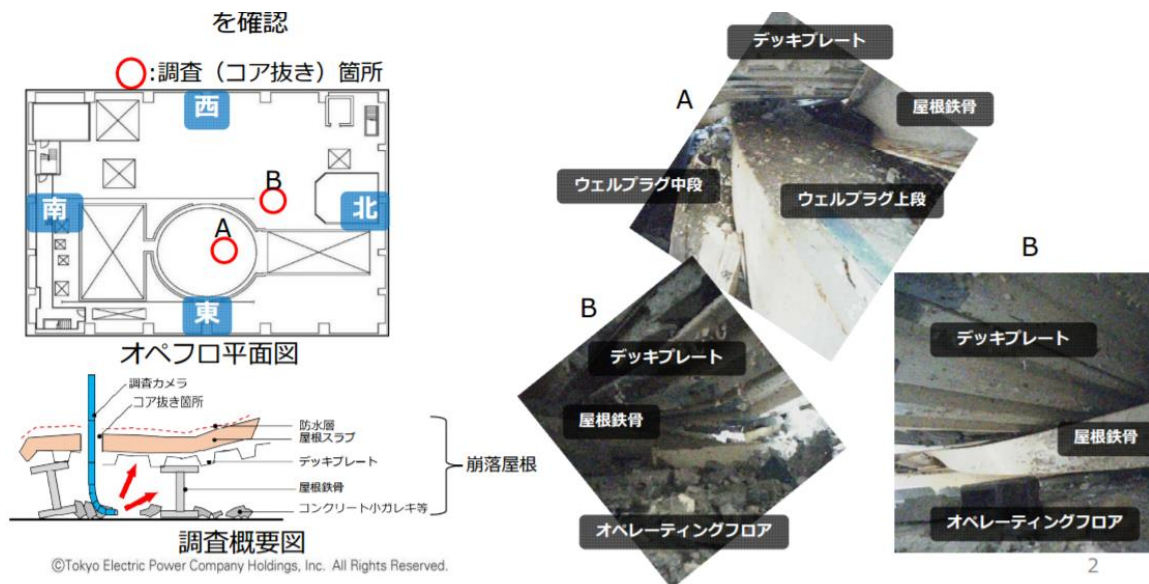 を確認
○:調査（コア抜き）箇所
西
B
南
北
A
東
オペフロ平面図
調査カメラ
コア抜き箇所
防水層
屋根スラブ
デッキプレート
屋根鉄骨
コンクリート小ガレキ等
崩落屋根
調査概要図
©Tokyo Electric Power Company Holdings, Inc. All Rights Reserved.
デッキプレート
A
屋根鉄骨
ウェルプラグ中段
ウェルプラグ上段
B
デッキプレート
屋根鉄骨
オペレーティングフロア
B
デッキプレート
屋根鉄骨
オペレーティングフロア
2